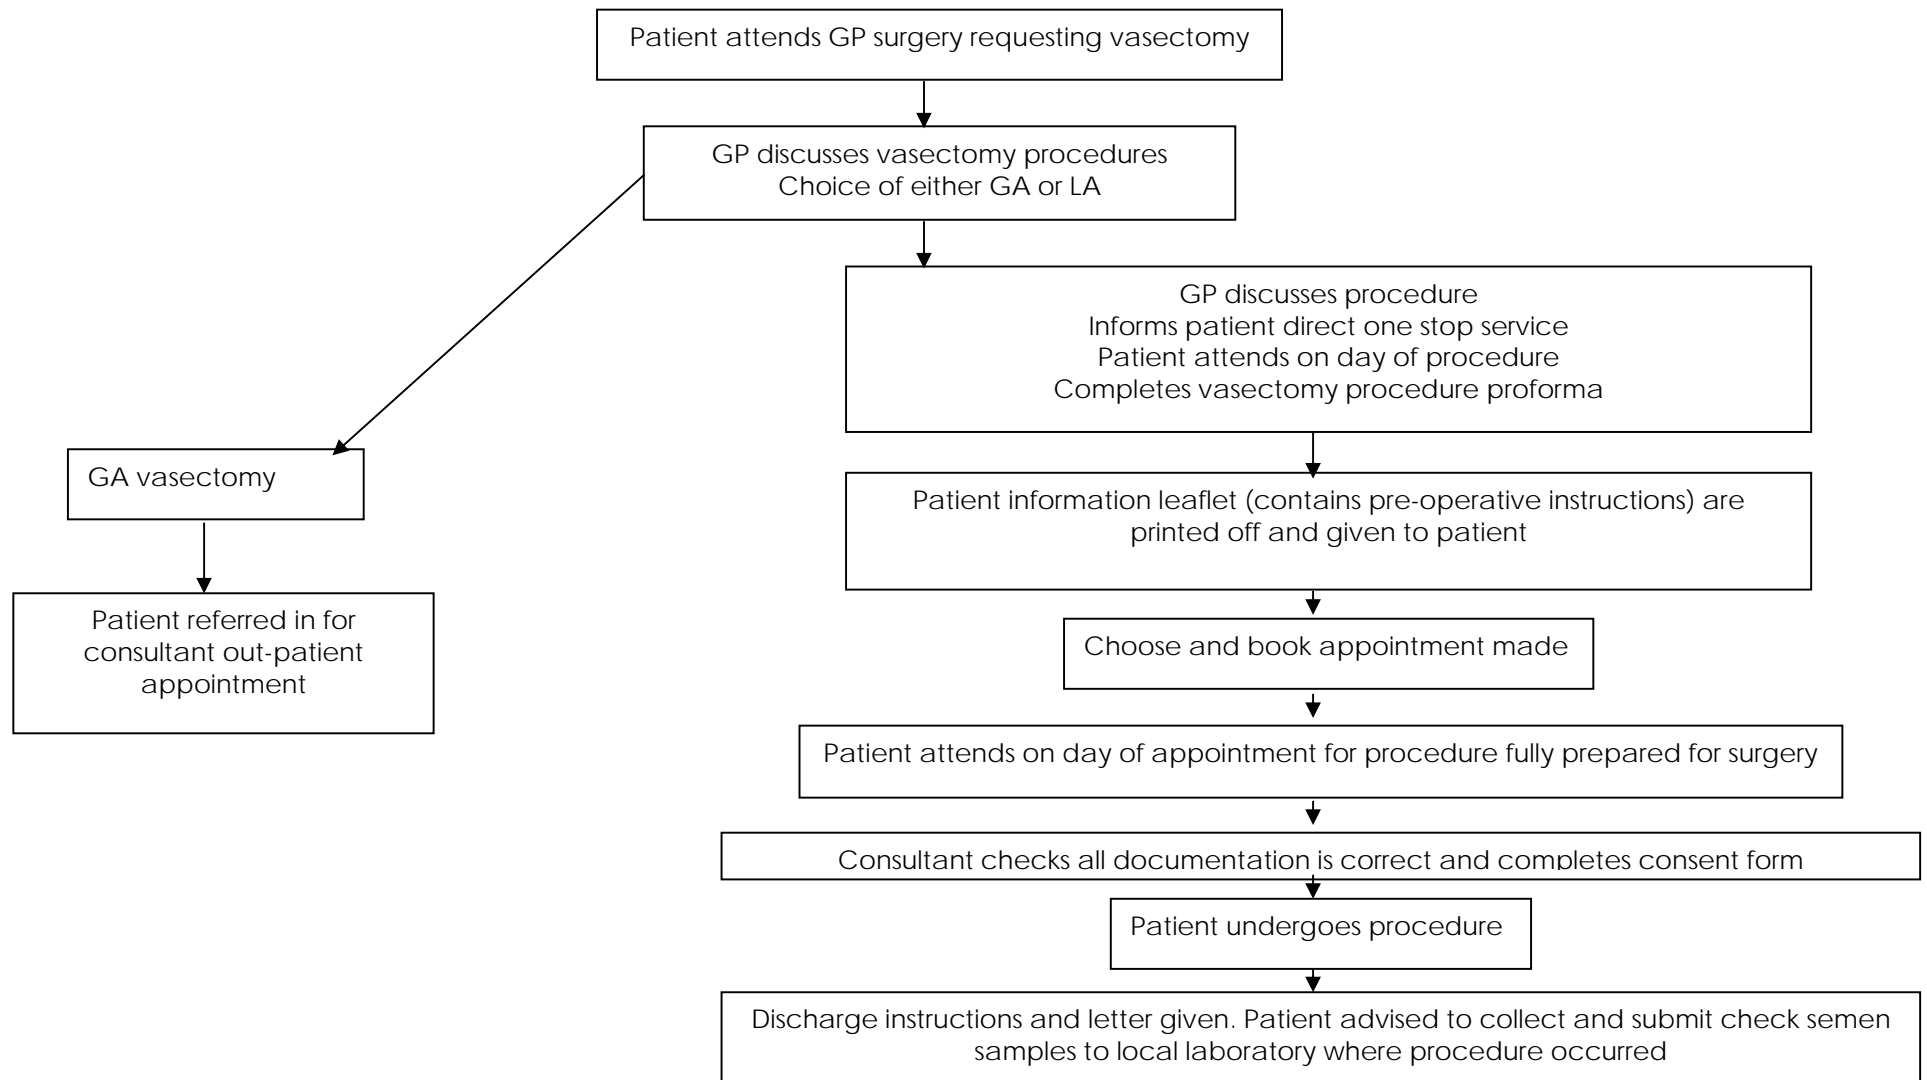 Patient attends GP surgery requesting vasectomy
GP discusses vasectomy procedures
Choice of either GA or LA
GP discusses procedure
Informs patient direct one stop service
Patient attends on day of procedure
Completes vasectomy procedure proforma
GA vasectomy
Patient information leaflet (contains pre-operative instructions) are
printed off and given to patient
Patient referred in for
consultant out-patient
appointment
Choose and book appointment made
Patient attends on day of appointment for procedure fully prepared for surgery
Consultant checks all documentation is correct and completes consent form
Patient undergoes procedure
Discharge instructions and letter given. Patient advised to collect and submit check semen
samples to local laboratory where procedure occurred